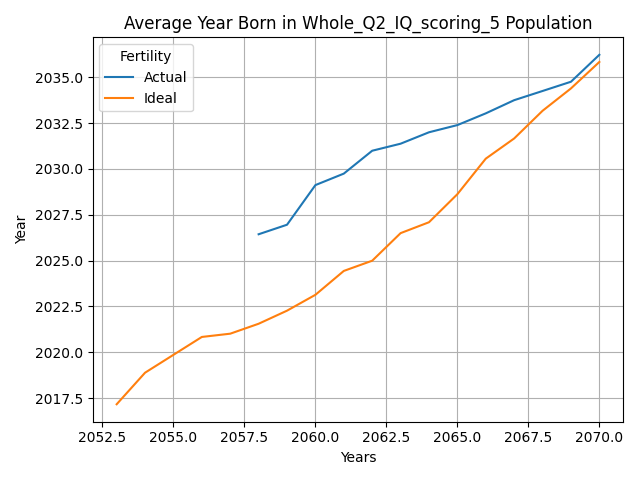 Average Year Born in Whole_Q2_IQ_scoring_5 Population
Fertility
Actual
Ideal
2035.0
2032.5
2030.0
2027.5
2025.0
2022.5
2020.0
2017.5
Year
2052.5 2055.0 2057.5 2060.0 2062.5 2065.0 2067.5 2070.0
Years